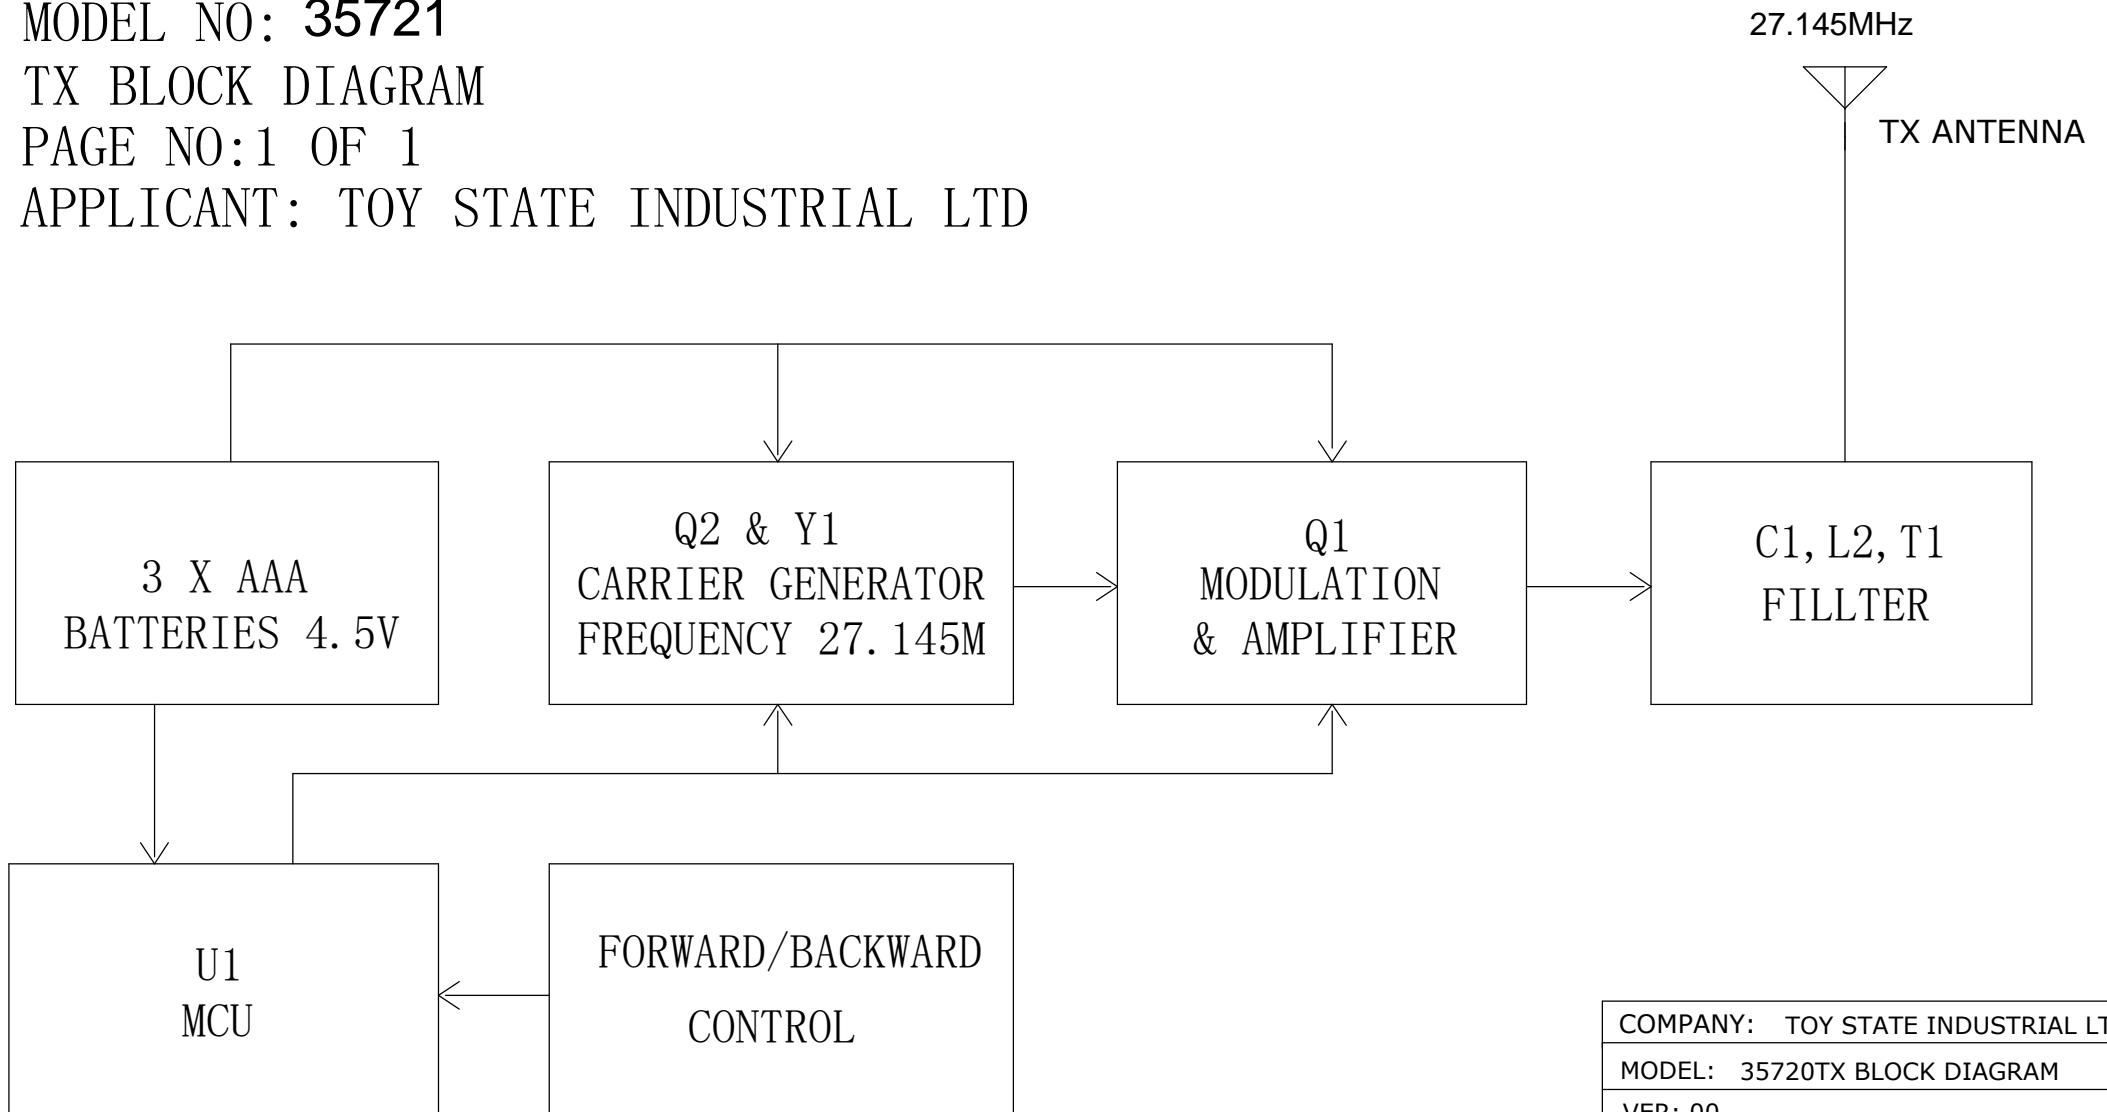 MODEL NO: 35721
TX BLOCK DIAGRAM
PAGE NO:1 OF 1
APPLICANT: TOY STATE INDUSTRIAL LTD
27.145MHz
TX ANTENNA
3 X AAA
BATTERIES 4.5V
Q2 & Y1
CARRIER GENERATOR
FREQUENCY 27.145M
Q1
MODULATION
& AMPLIFIER
C1,L2,T1
FILLTER
U1
MCU
FORWARD/BACKWARD
CONTROL
COMPANY: TOY STATE INDUSTRIAL LT
MODEL: 35720TX BLOCK DIAGRAM
VER: 00